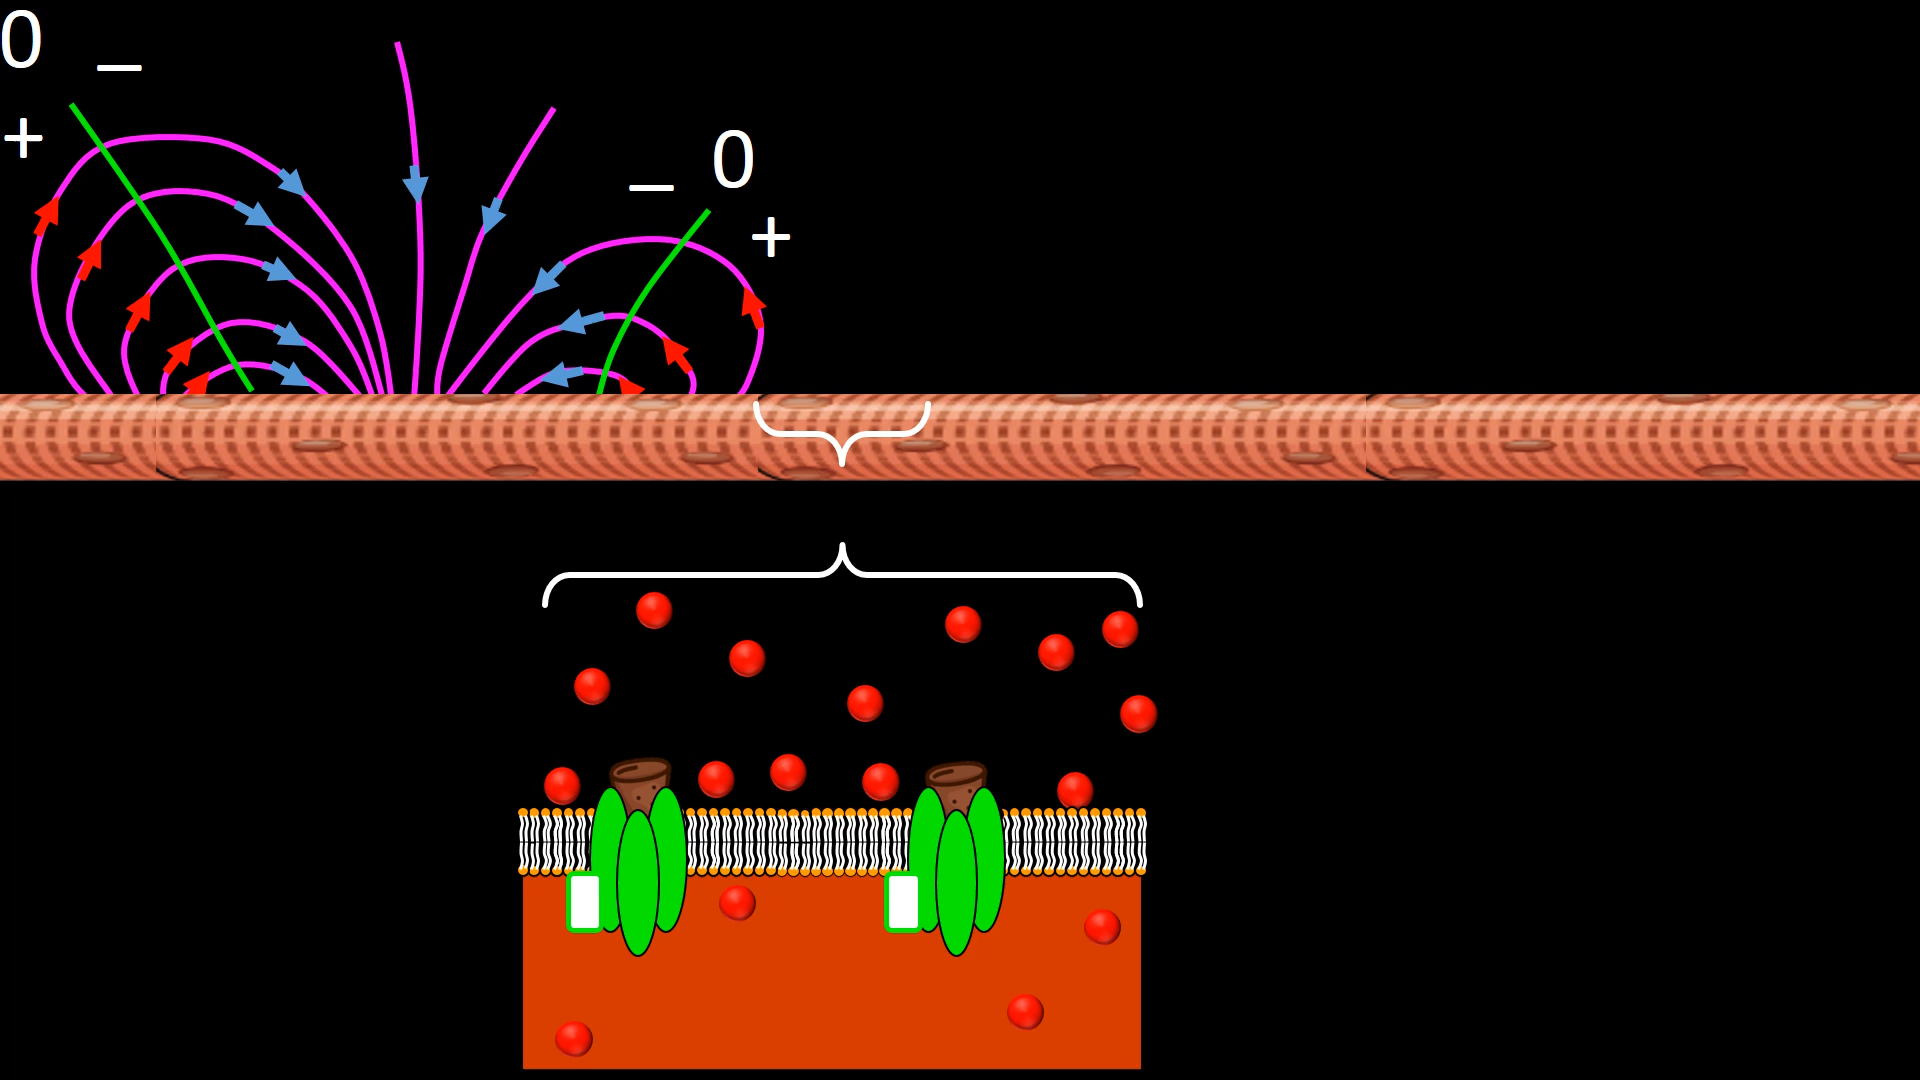 0 –
+
– 0
+